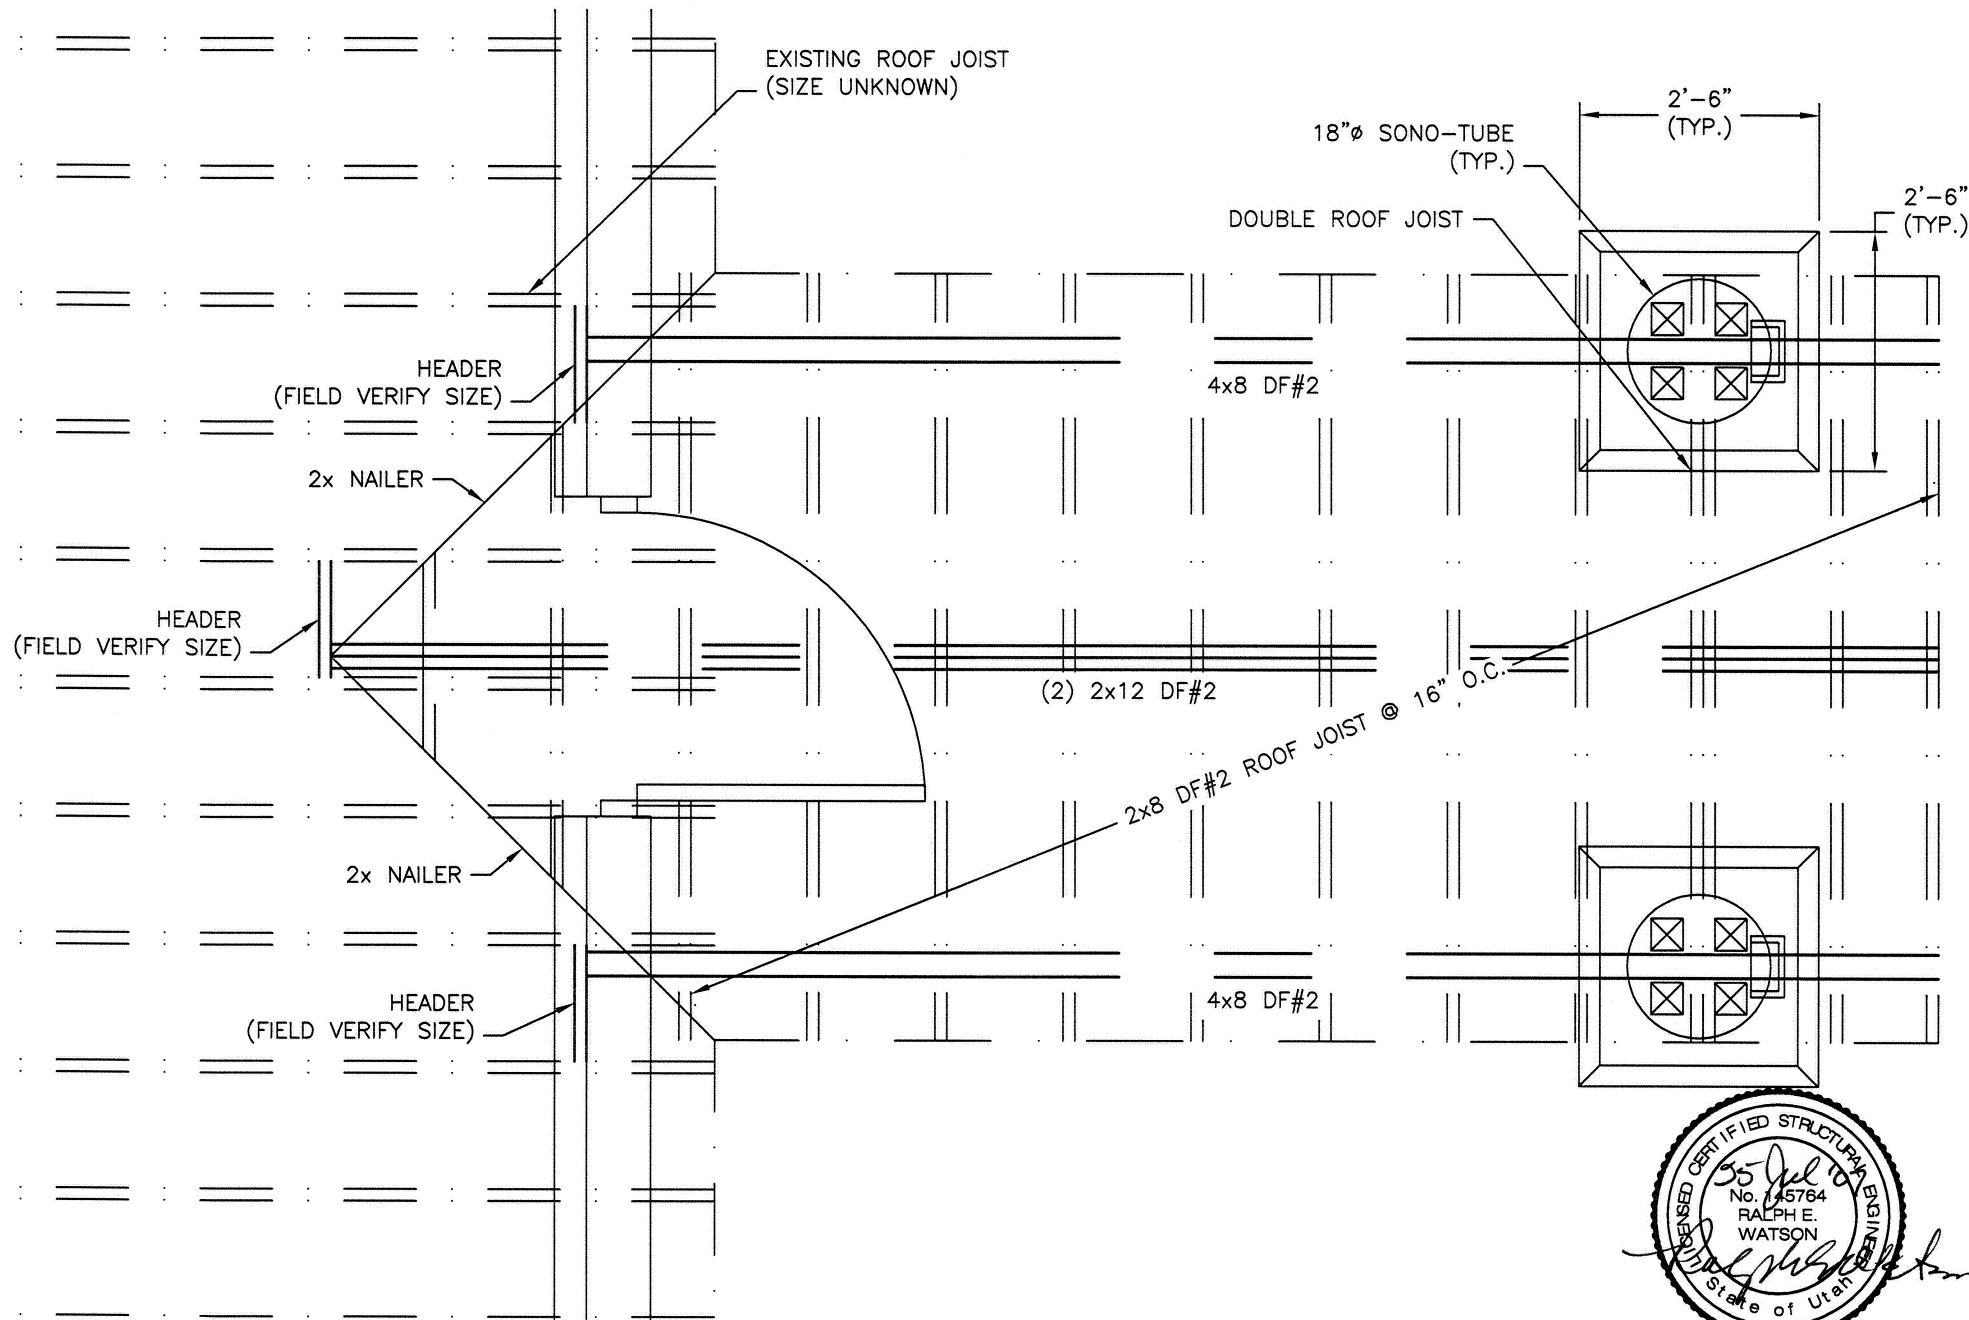 EXISTING ROOF JOIST
(SIZE UNKNOWN)
2'-6"
(TYP.)
18"ø SONO-TUBE
(TYP.)
2'-6"
(TYP.)
DOUBLE ROOF JOIST
HEADER
(FIELD VERIFY SIZE)
4x8 DF#2
2x NAILER
HEADER
(FIELD VERIFY SIZE)
(2) 2x12 DF#2
2x8 DF#2 ROOF JOIST @ 16" O.C.
2x NAILER
HEADER
(FIELD VERIFY SIZE)
4x8 DF#2
LICENSED CERTIFIED STRUCTURAL ENGINEER
No. 145764
RALPH E.
WATSON
State of Utah